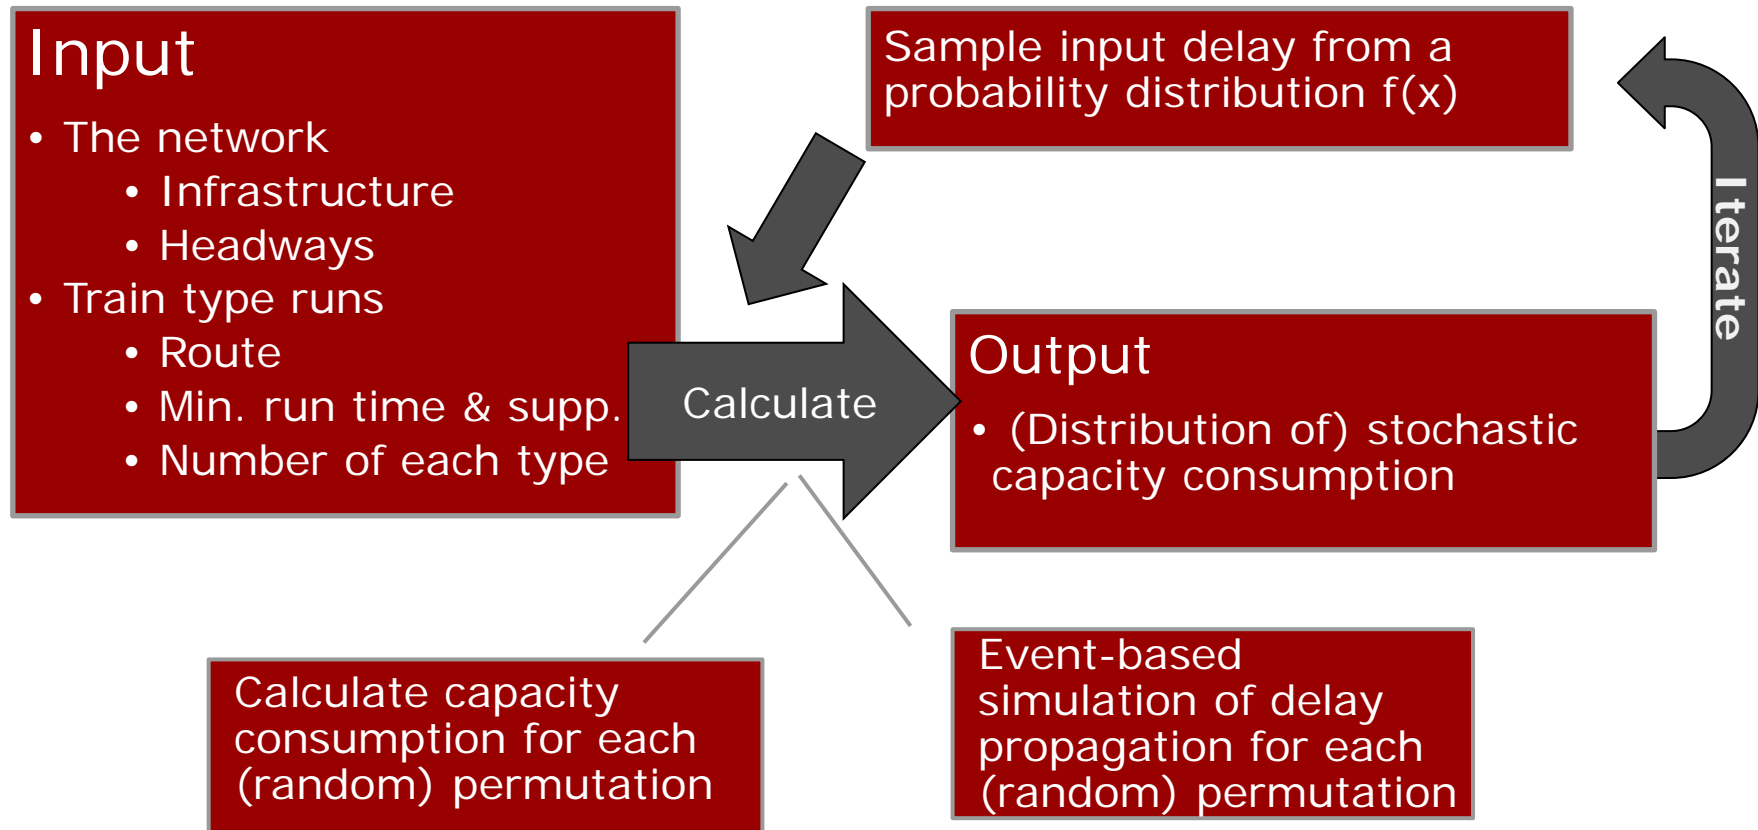 Input
• The network
• Infrastructure
• Headways
• Train type runs
• Route
• Min. run time & supp.
• Number of each type
Sample input delay from a
probability distribution f(x)
Iterate
Calculate
Output
• (Distribution of) stochastic
capacity consumption
Calculate capacity
consumption for each
(random) permutation
Event-based
simulation of delay
propagation for each
(random) permutation